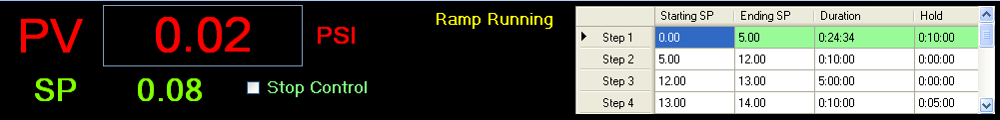 PV 0.02 PSI
SP 0.08 Stop Control
Ramp Running
Starting SP Ending SP Duration Hold
Step 1 0.00 5.00 0:24:34 0:10:00
Step 2 5.00 12.00 0:10:00 0:00:00
Step 3 12.00 13.00 5:00:00 0:00:00
Step 4 13.00 14.00 0:10:00 0:05:00